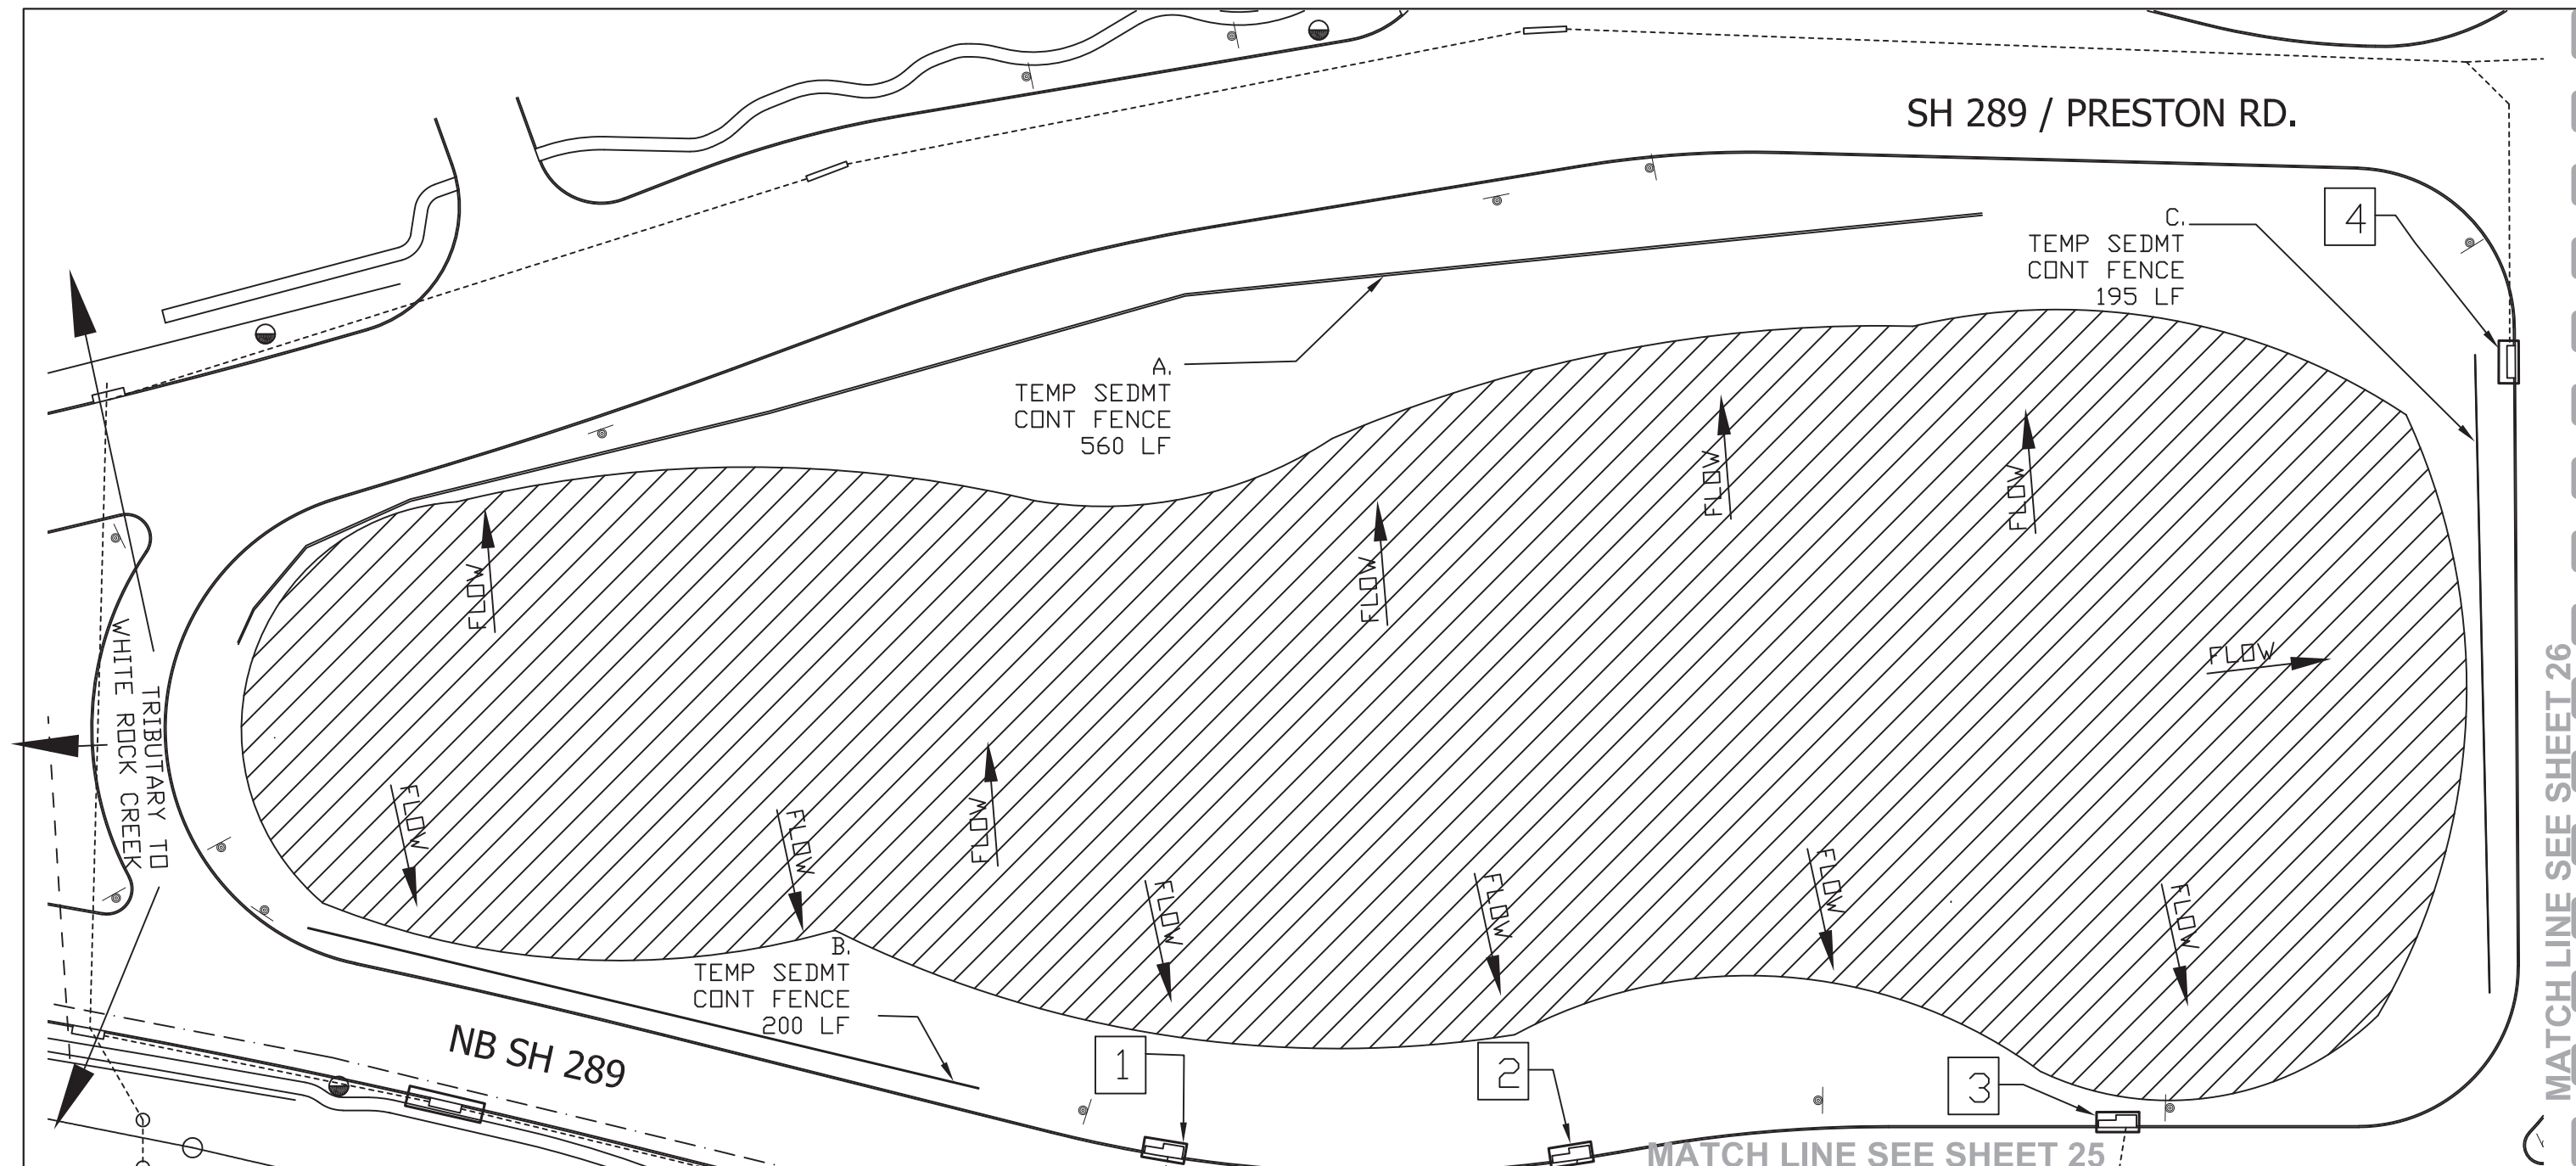 SH 289 / PRESTON RD.
4
C.
TEMP SEDMT
CONT FENCE
195 LF
A.
TEMP SEDMT
CONT FENCE
560 LF
FLOW
FLOW
FLOW
FLOW
FLOW
TRIBUTARY TO
WHITE ROCK CREEK
FLOW
FLOW
FLOW
FLOW
FLOW
FLOW
FLOW
B.
TEMP SEDMT
CONT FENCE
200 LF
NB SH 289
1
2
3
MATCH LINE SEE SHEET 25
MATCH LINE SEE SHEET 26